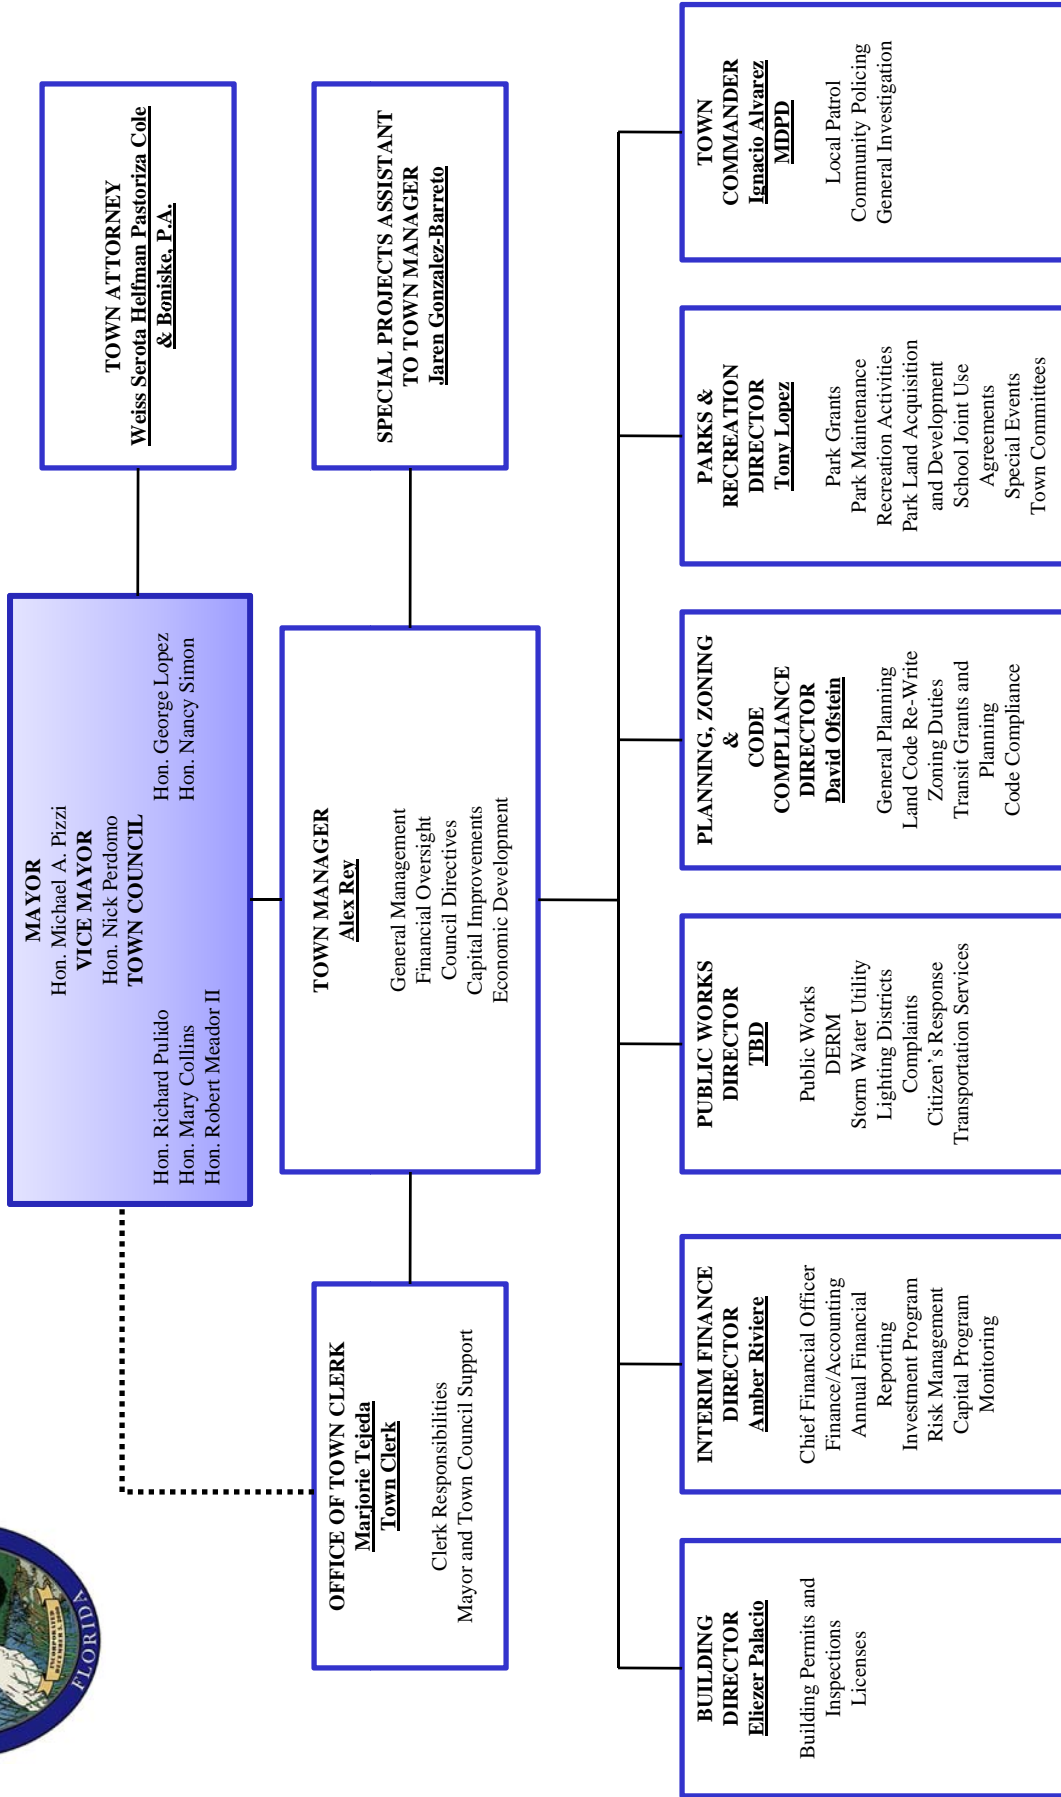 FLORIDA
INCORPORATED
DECEMBER 5, 2000
MAYOR
Hon. Michael A. Pizzi
VICE MAYOR
Hon. Nick Perdomo
TOWN COUNCIL
Hon. Richard Pulido
Hon. George Lopez
Hon. Mary Collins
Hon. Nancy Simon
Hon. Robert Meador II
TOWN ATTORNEY
Weiss Serota Helfman Pastoriza Cole
& Boniske, P.A.
OFFICE OF TOWN CLERK
Marjorie Tejeda
Town Clerk
Clerk Responsibilities
Mayor and Town Council Support
TOWN MANAGER
Alex Rey
General Management
Financial Oversight
Council Directives
Capital Improvements
Economic Development
SPECIAL PROJECTS ASSISTANT
TO TOWN MANAGER
Jaren Gonzalez-Barreto
BUILDING
DIRECTOR
Eliezer Palacio
Building Permits and
Inspections
Licenses
INTERIM FINANCE
DIRECTOR
Amber Riviere
Chief Financial Officer
Finance/Accounting
Annual Financial
Reporting
Investment Program
Risk Management
Capital Program
Monitoring
PUBLIC WORKS
DIRECTOR
TBD
Public Works
DERM
Storm Water Utility
Lighting Districts
Complaints
Citizen's Response
Transportation Services
PLANNING, ZONING
&
CODE
COMPLIANCE
DIRECTOR
David Ofstein
General Planning
Land Code Re-Write
Zoning Duties
Transit Grants and
Planning
Code Compliance
PARKS &
RECREATION
DIRECTOR
Tony Lopez
Park Grants
Park Maintenance
Recreation Activities
Park Land Acquisition
and Development
School Joint Use
Agreements
Special Events
Town Committees
TOWN
COMMANDER
Ignacio Alvarez
MDPD
Local Patrol
Community Policing
General Investigation